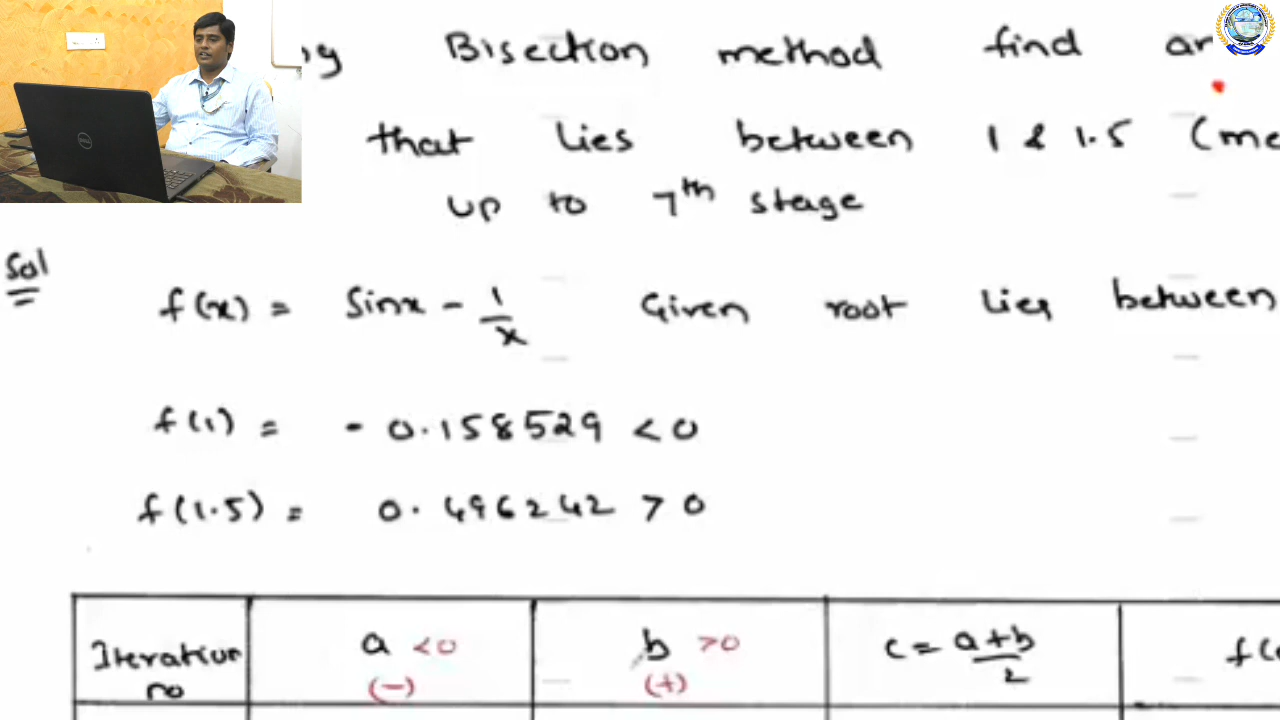 Bisection method find
that lies between 1 & 1.5
up to 7th stage
Sol
f(x) = Sinx - 1/x Given root lies between
f(1) = - 0.158529 < 0
f(1.5) = 0.496242 > 0
Iteration no a <0 (-) b >0 (+) c = a+b/2